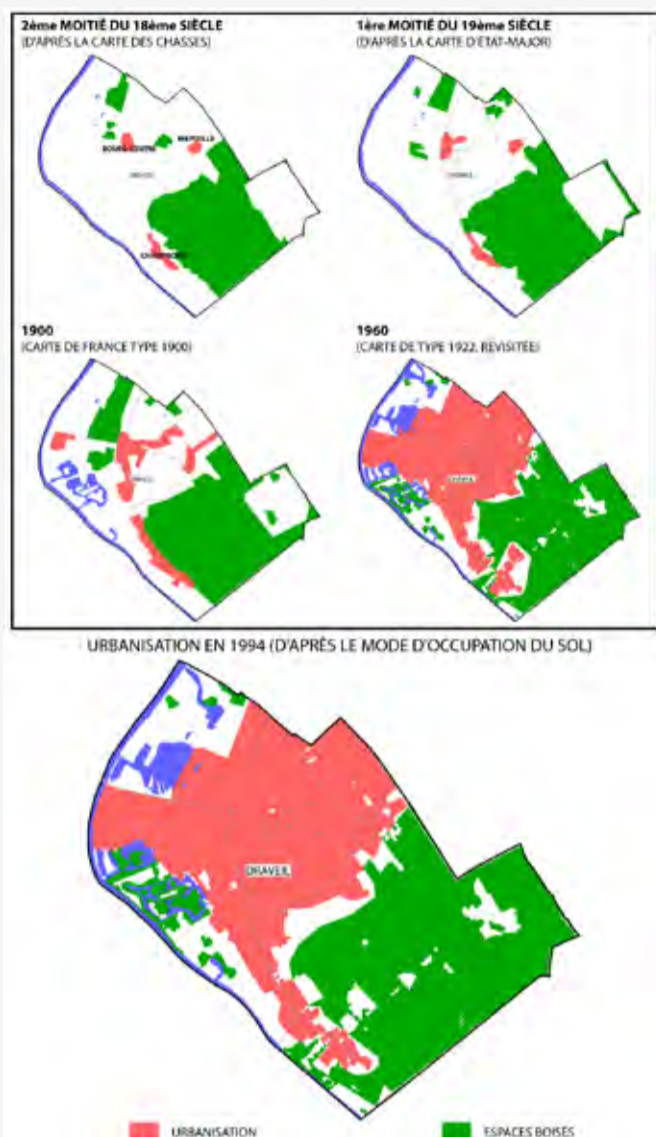 2ème MOITIÉ DU 18ème SIÈCLE
(D'APRÈS LA CARTE DES CHASSES)
1ère MOITIÉ DU 19ème SIÈCLE
(D'APRÈS LA CARTE D'ÉTAT-MAJOR)
1900
(CARTE DE FRANCE TYPE 1900)
1960
(CARTE DE TYPE 1922, REVISITÉE)
URBANISATION EN 1994 (D'APRÈS LE MODE D'OCCUPATION DU SOL)
DRAVEIL
URBANISATION
ESPACES BOISÉS